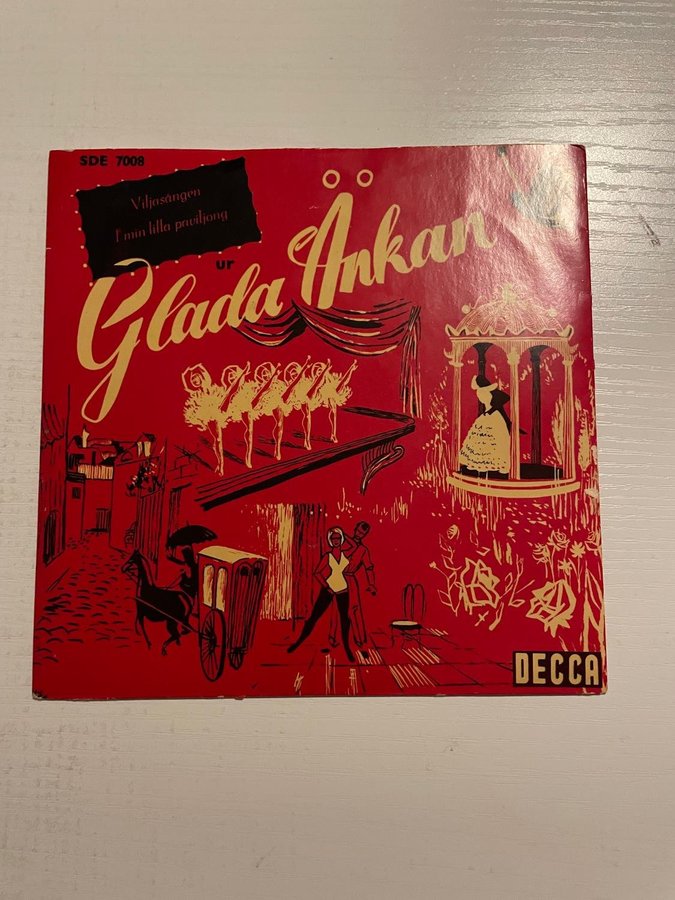 SDE 7008
Viljasången
I min lilla paviljong
ur
Glada Änkan
DECCA